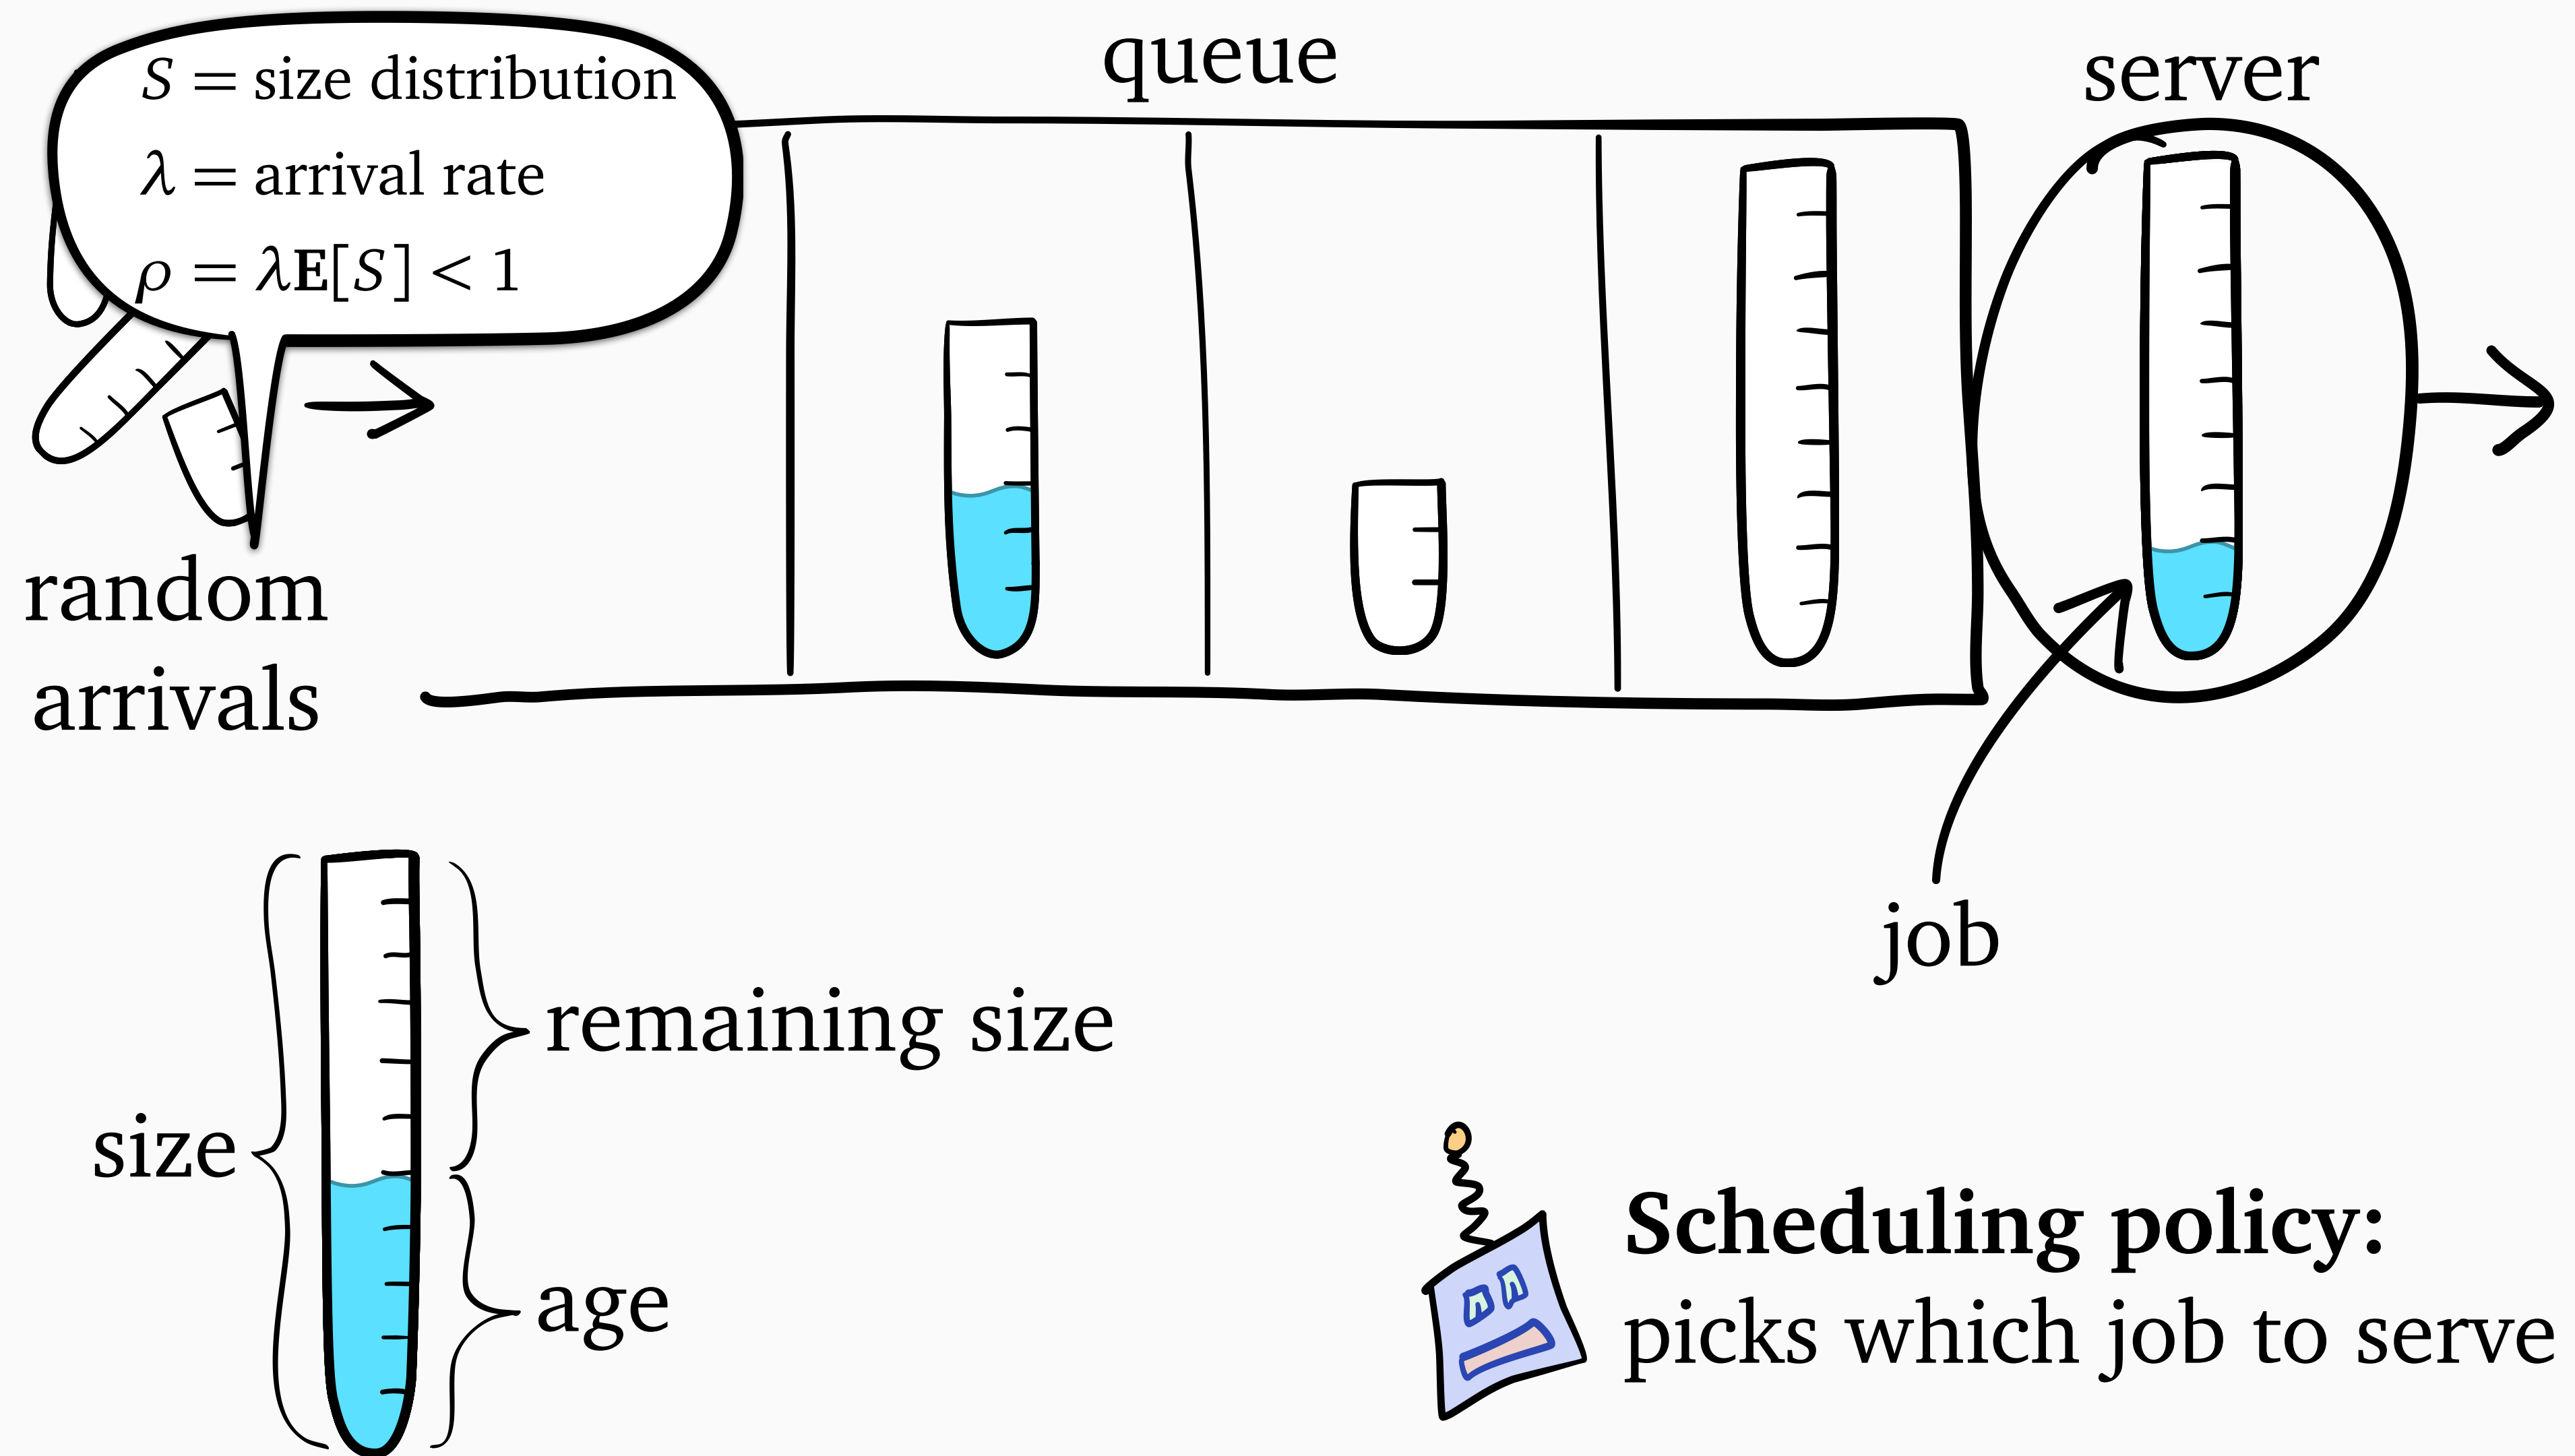 S = size distribution
λ = arrival rate
ρ = λE[S] < 1
queue
server
random
arrivals
job
remaining size
size
age
Scheduling policy:
picks which job to serve